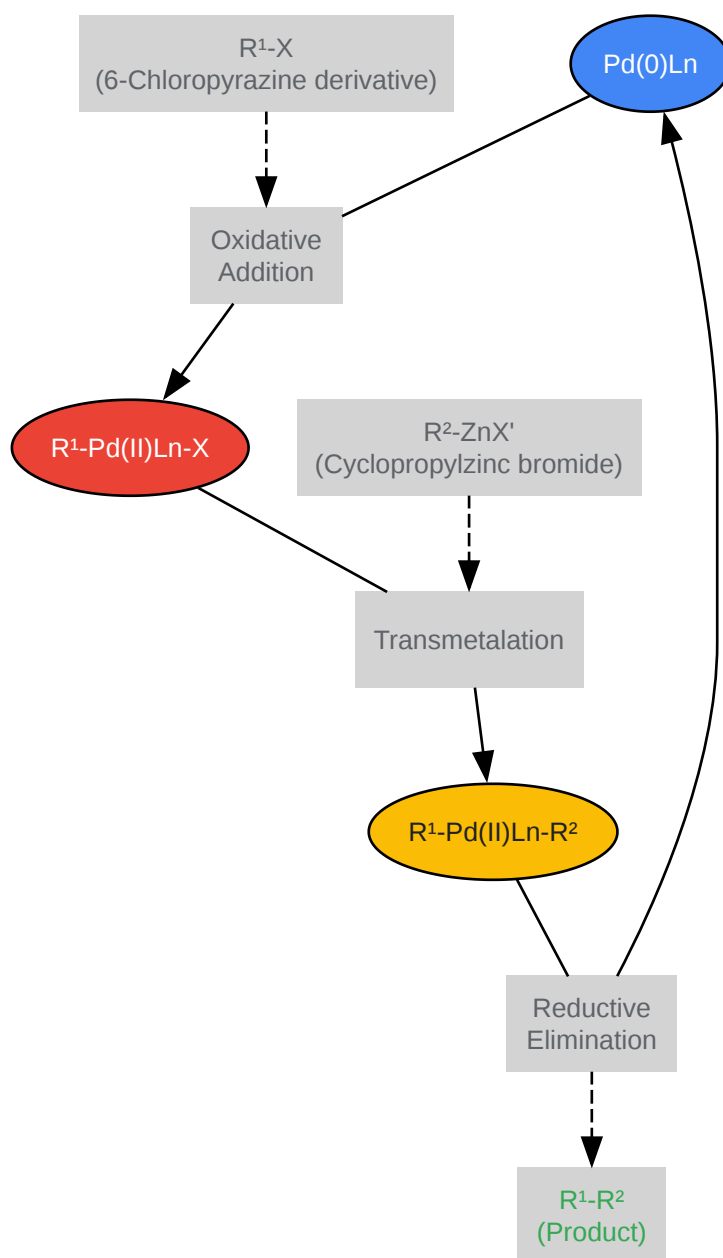 R¹-X
(6-Chloropyrazine derivative)
Pd(0)Ln
Oxidative
Addition
R¹-Pd(II)Ln-X
R²-ZnX'
(Cyclopropylzinc bromide)
Transmetalation
R¹-Pd(II)Ln-R²
Reductive
Elimination
R¹-R²
(Product)